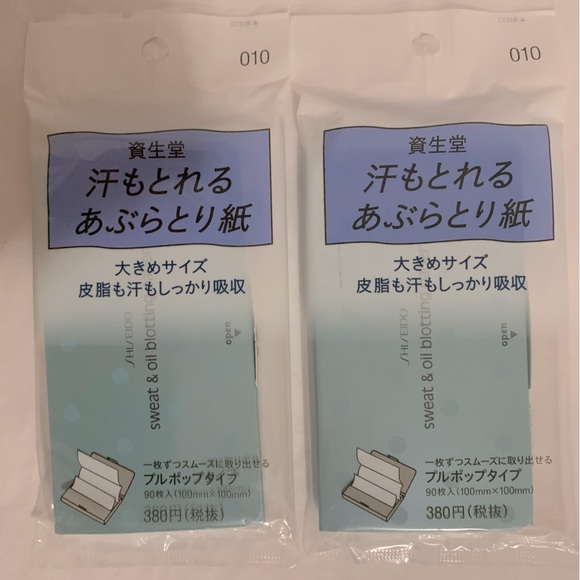 010
資生堂
汗もとれる
あぶらとり紙
大きめサイズ
皮脂も汗もしっかり吸収
SHISEIDO
sweat & oil blotting
open
一枚ずつスムーズに取り出せる
プルポップタイプ
90枚入(100mm×100mm)
380円(税抜)
010
資生堂
汗もとれる
あぶらとり紙
大きめサイズ
皮脂も汗もしっかり吸収
SHISEIDO
sweat & oil blotting
open
一枚ずつスムーズに取り出せる
プルポップタイプ
90枚入(100mm×100mm)
380円(税抜)